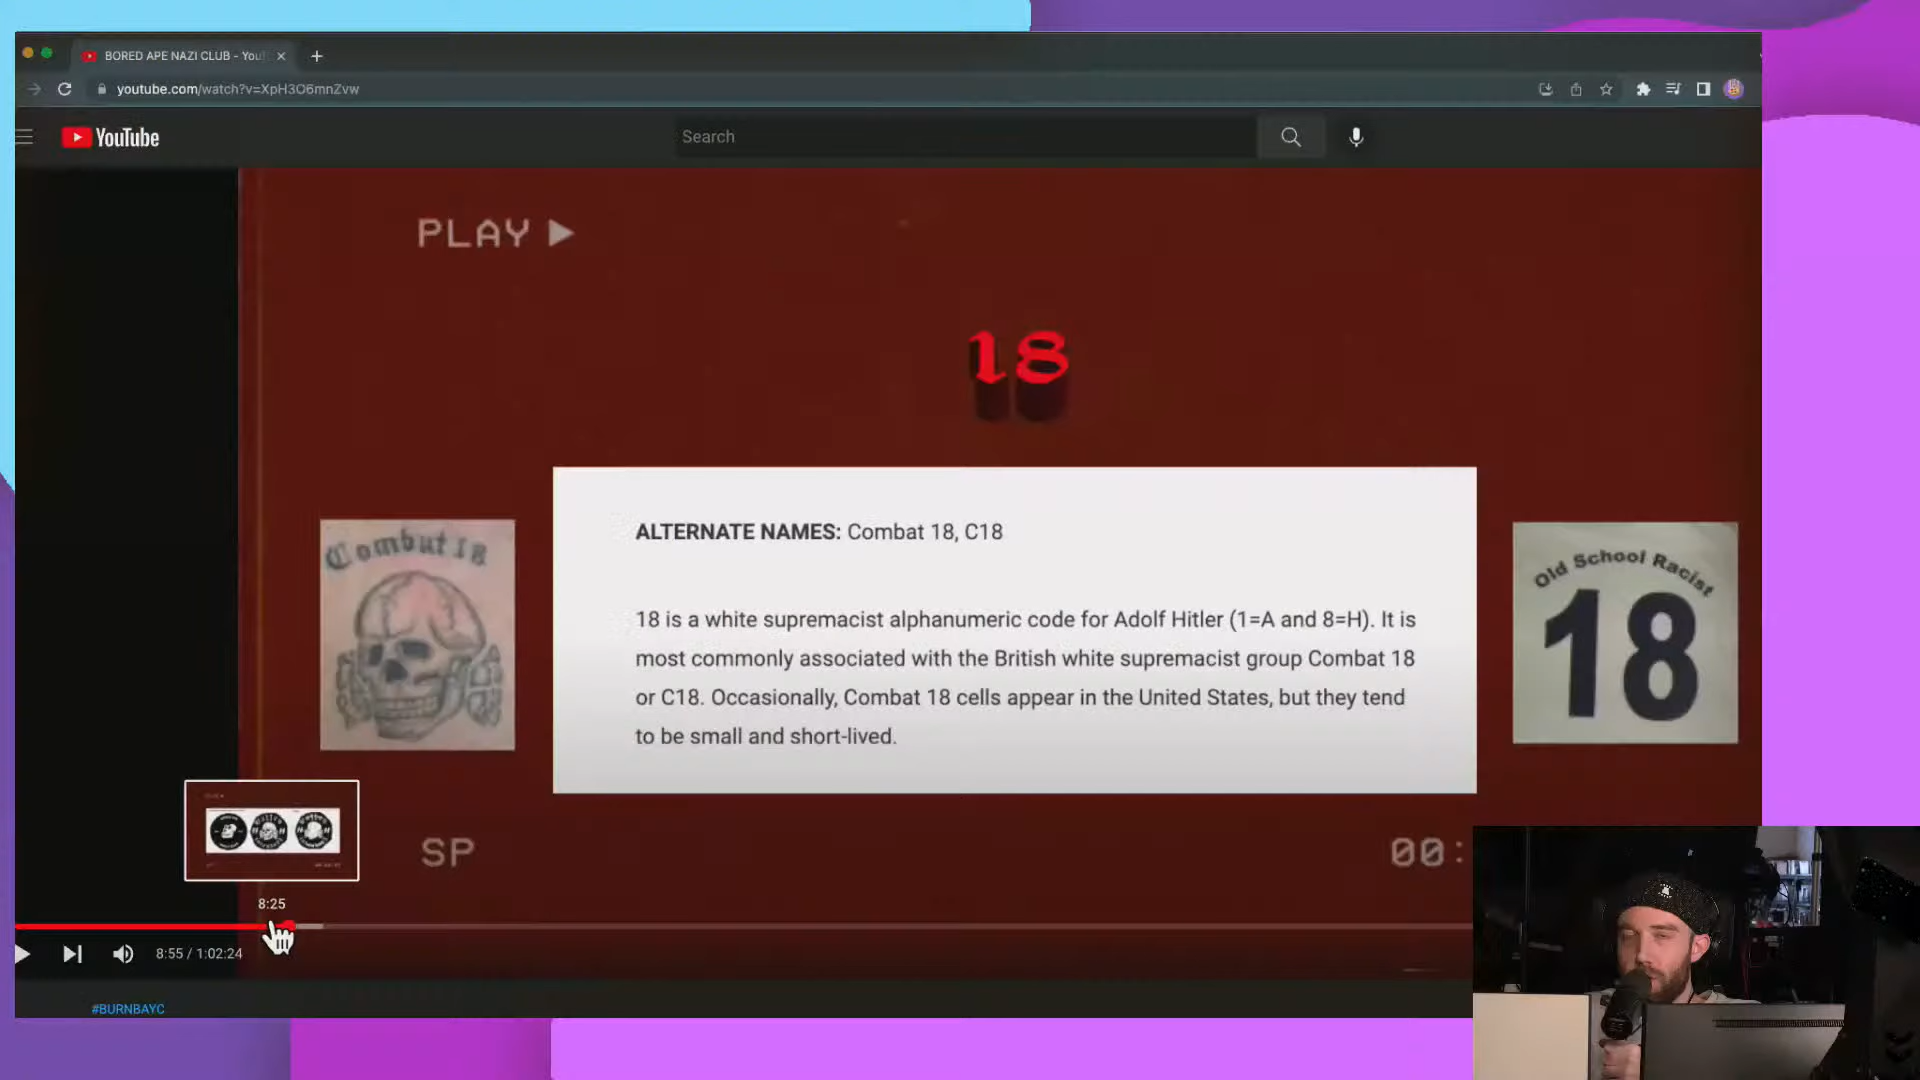 BORED APE NAZI CLUB - You
youtube.com/watch?v=XpH3O6mnZvw
YouTube
Search
PLAY
18
ALTERNATE NAMES: Combat 18, C18
Combat 18
Old School Racist
18
18 is a white supremacist alphanumeric code for Adolf Hitler (1=A and 8=H). It is
most commonly associated with the British white supremacist group Combat 18
or C18. Occasionally, Combat 18 cells appear in the United States, but they tend
to be small and short-lived.
SP
00:
8:25
8:55 / 1:02:24
#BURNBAYC